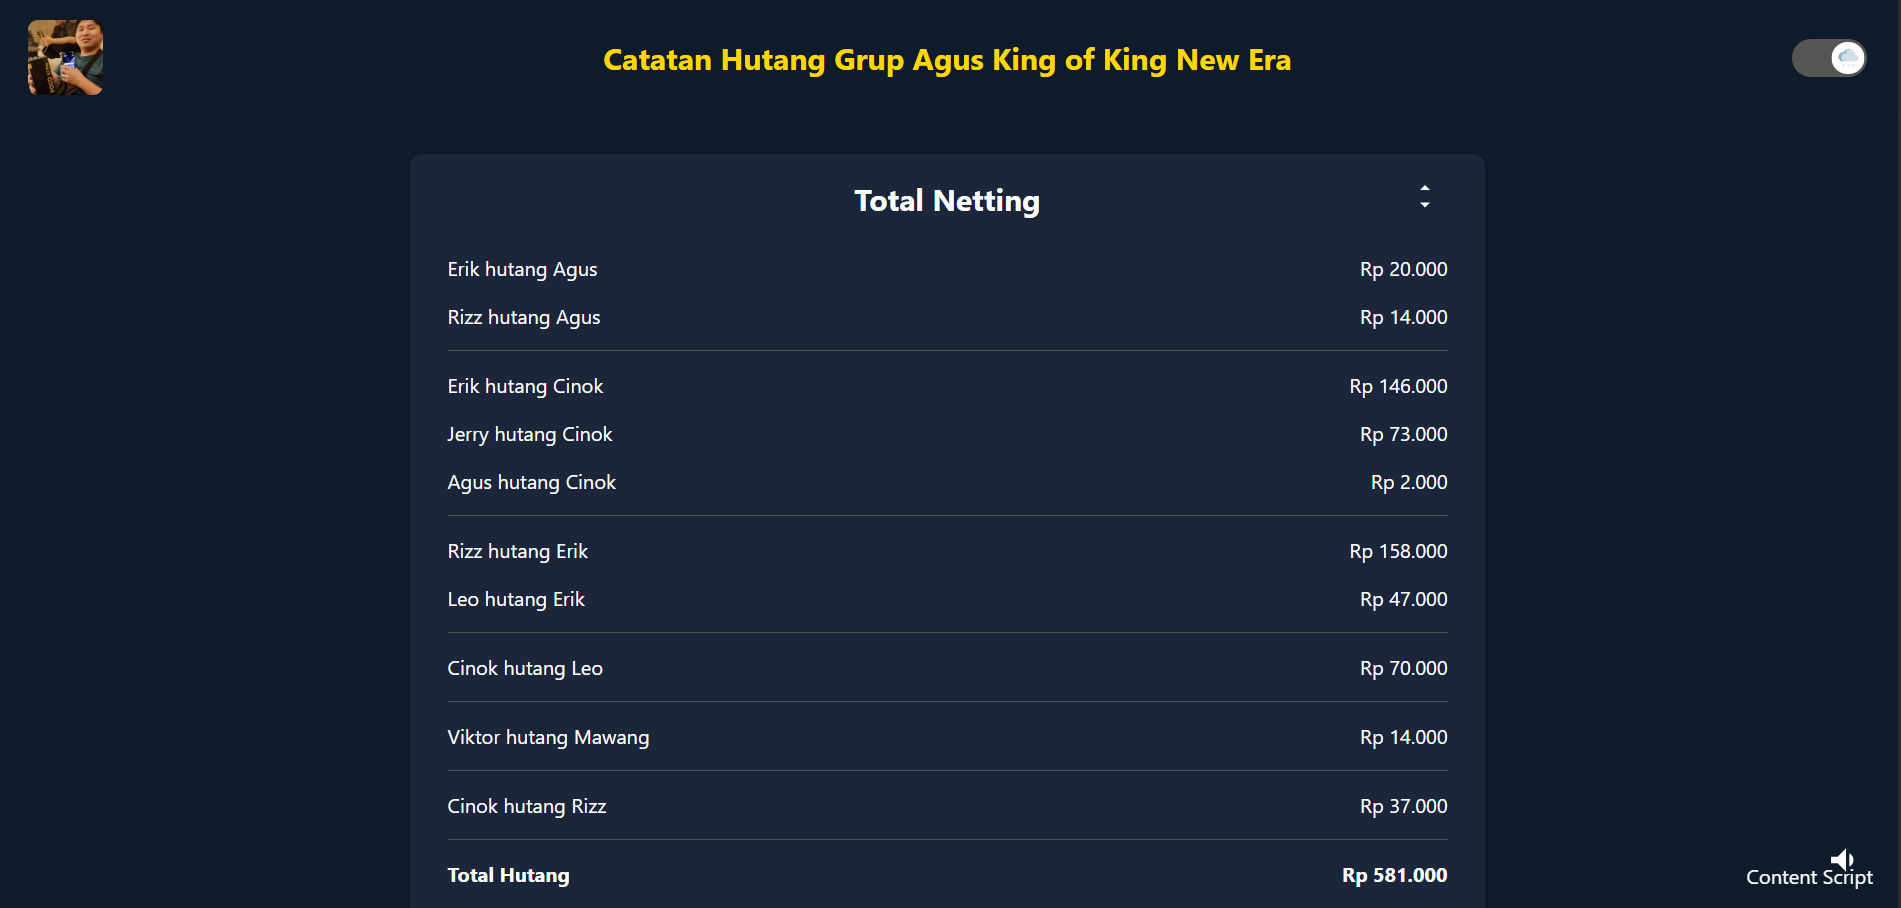 Catatan Hutang Grup Agus King of King New Era
Total Netting
Erik hutang Agus Rp 20.000
Rizz hutang Agus Rp 14.000
Erik hutang Cinok Rp 146.000
Jerry hutang Cinok Rp 73.000
Agus hutang Cinok Rp 2.000
Rizz hutang Erik Rp 158.000
Leo hutang Erik Rp 47.000
Cinok hutang Leo Rp 70.000
Viktor hutang Mawang Rp 14.000
Cinok hutang Rizz Rp 37.000
Total Hutang Rp 581.000
Content Script